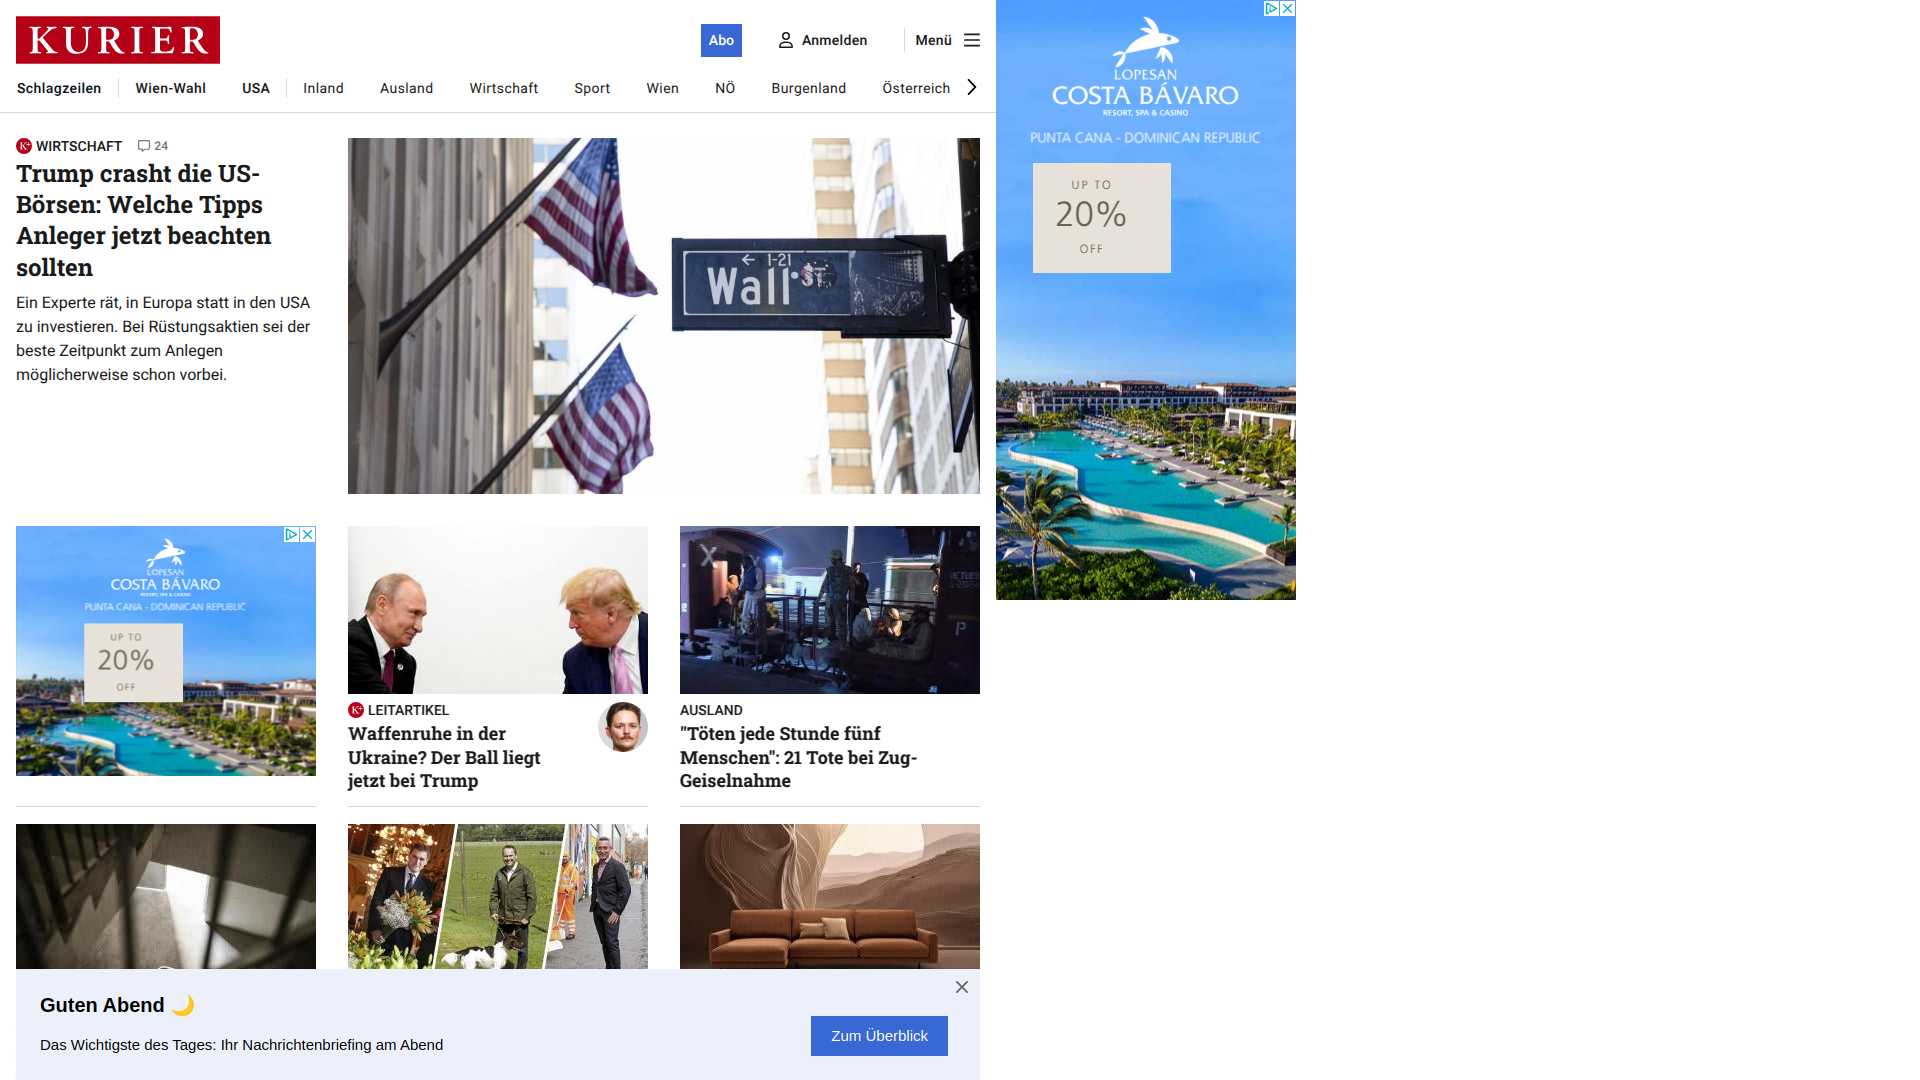 KURIER
Abo
Anmelden
Menü
Schlagzeilen
Wien-Wahl
USA
Inland
Ausland
Wirtschaft
Sport
Wien
NÖ
Burgenland
Österreich
K+ WIRTSCHAFT 24
Trump crasht die US-
Börsen: Welche Tipps
Anleger jetzt beachten
sollten
Ein Experte rät, in Europa statt in den USA
zu investieren. Bei Rüstungsaktien sei der
beste Zeitpunkt zum Anlegen
möglicherweise schon vorbei.
← 1-21
Wall ST
LOPESAN
COSTA BÁVARO
RESORT, SPA & CASINO
PUNTA CANA - DOMINICAN REPUBLIC
UP TO
20%
OFF
LOPESAN
COSTA BÁVARO
RESORT, SPA & CASINO
PUNTA CANA - DOMINICAN REPUBLIC
UP TO
20%
OFF
K+ LEITARTIKEL
Waffenruhe in der
Ukraine? Der Ball liegt
jetzt bei Trump
X
P
AUSLAND
"Töten jede Stunde fünf
Menschen": 21 Tote bei Zug-
Geiselnahme
Guten Abend 🌙
Das Wichtigste des Tages: Ihr Nachrichtenbriefing am Abend
Zum Überblick